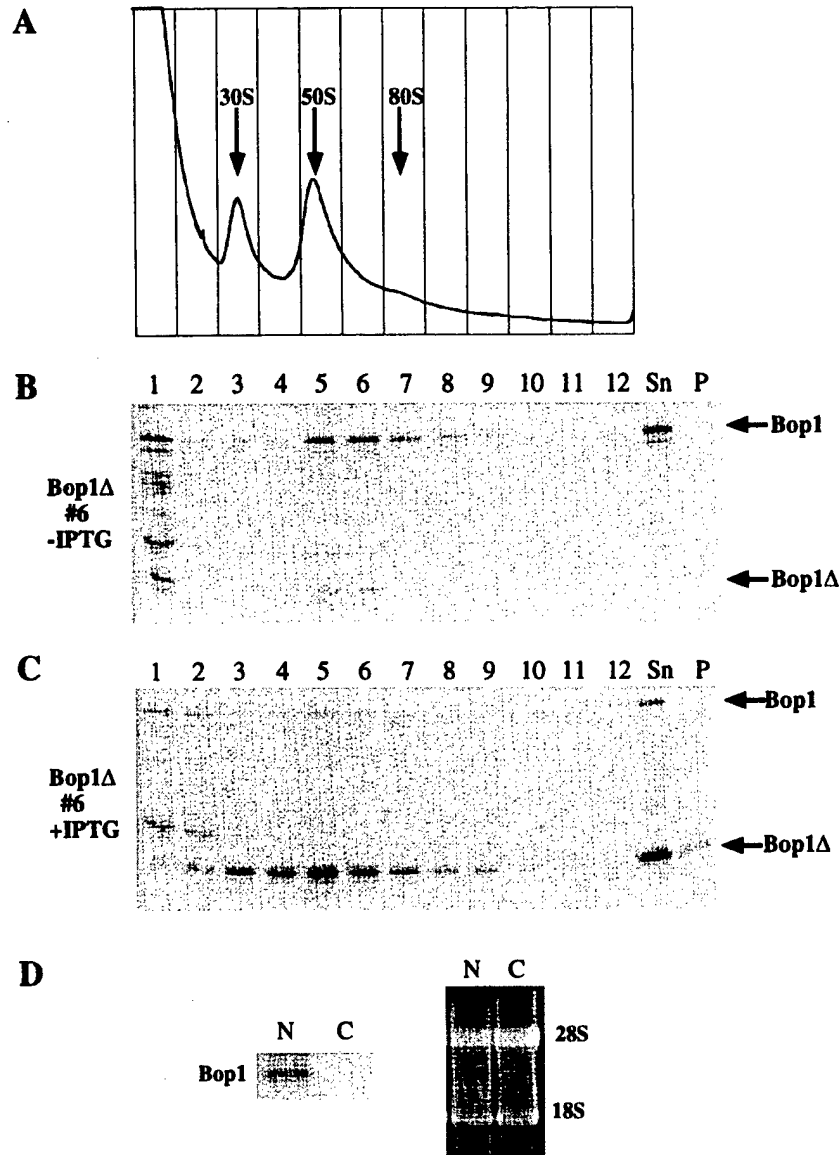 A
30S 50S 80S
B
1 2 3 4 5 6 7 8 9 10 11 12 Sn P
Bop1
Bop1Δ
#6
-IPTG
Bop1Δ
C
1 2 3 4 5 6 7 8 9 10 11 12 Sn P
Bop1
Bop1Δ
#6
+IPTG
Bop1Δ
D
N C
Bop1
N C
28S
18S